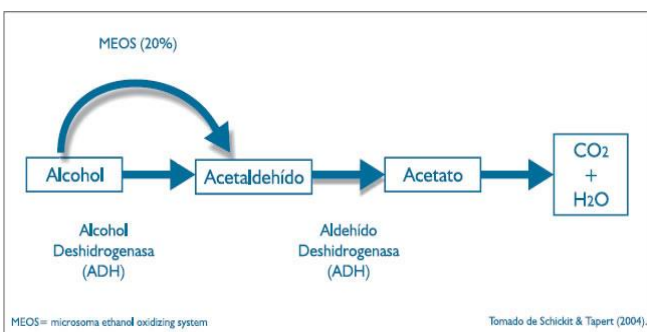 MEOS (20%)
Alcohol
Acetaldehído
Acetato
CO2
+
H2O
Alcohol
Deshidrogenasa
(ADH)
Aldehído
Deshidrogenasa
(ADH)
MEOS= microsoma ethanol oxidizing system
Tomado de Schickit & Tapert (2004).